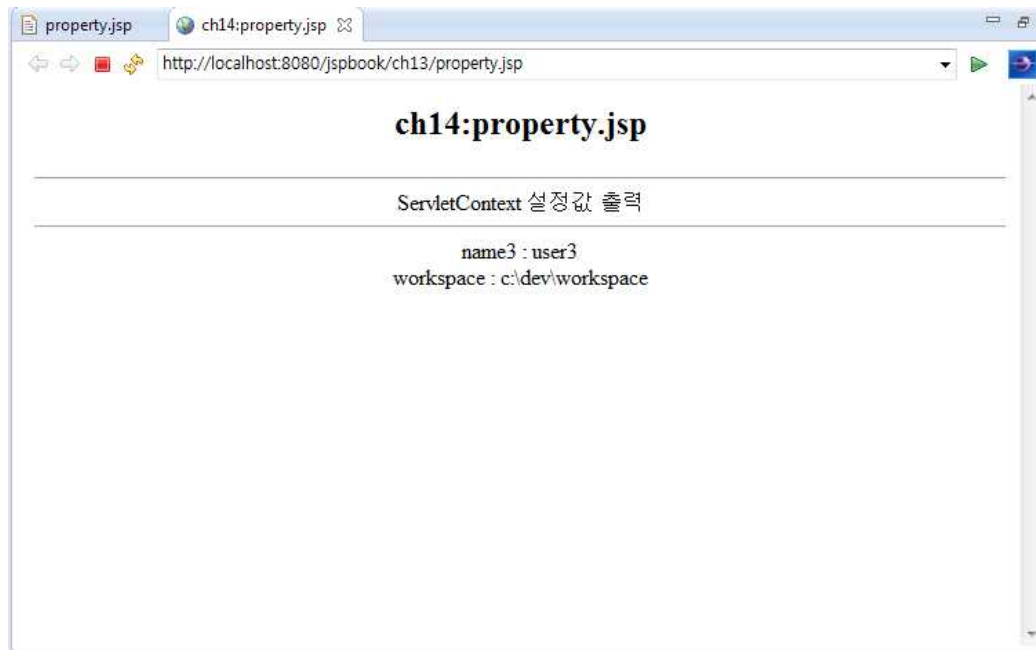 property.jsp
ch14:property.jsp
http://localhost:8080/jspbook/ch13/property.jsp
ch14:property.jsp
ServletContext 설정값 출력
name3 : user3
workspace : c:\dev\workspace